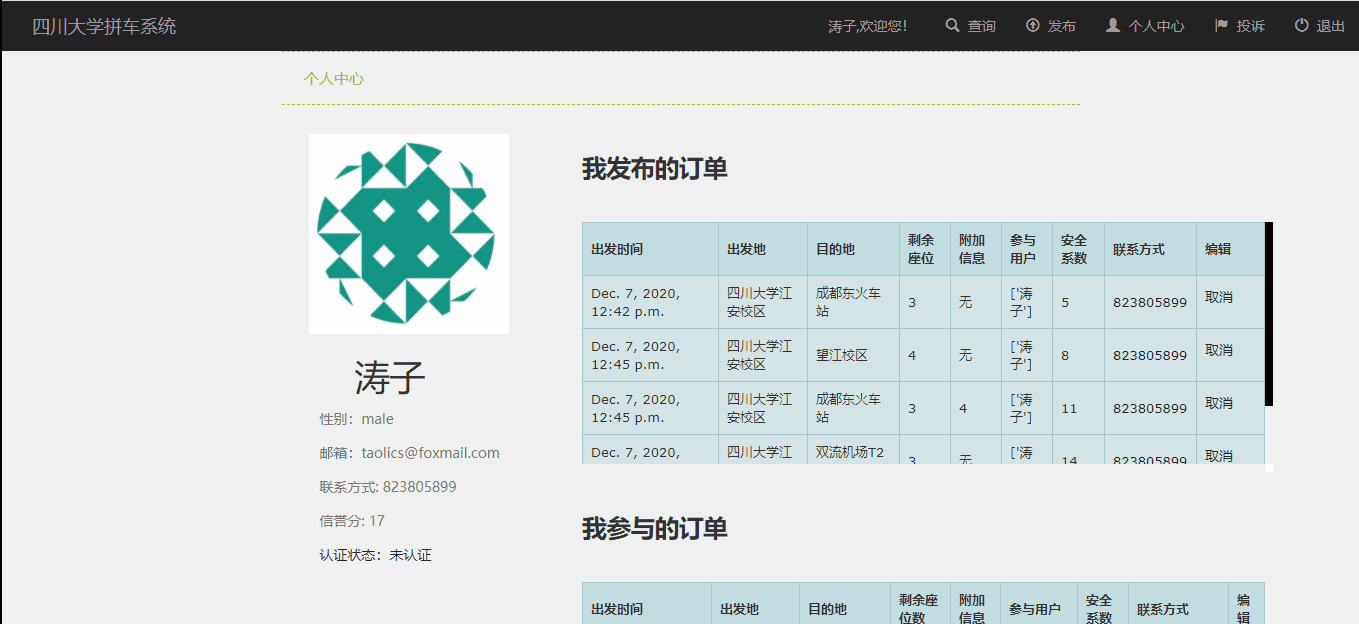 四川大学拼车系统
涛子,欢迎您!
查询
发布
个人中心
投诉
退出
个人中心
涛子
性别：male
邮箱：taolics@foxmail.com
联系方式: 823805899
信誉分: 17
认证状态：未认证
我发布的订单
出发时间 出发地 目的地 剩余座位 附加信息 参与用户 安全系数 联系方式 编辑
Dec. 7, 2020, 12:42 p.m. 四川大学江安校区 成都东火车站 3 无 ['涛子'] 5 823805899 取消
Dec. 7, 2020, 12:45 p.m. 四川大学江安校区 望江校区 4 无 ['涛子'] 8 823805899 取消
Dec. 7, 2020, 12:45 p.m. 四川大学江安校区 成都东火车站 3 4 ['涛子'] 11 823805899 取消
Dec. 7, 2020, 四川大学江 双流机场T2 3 无 ['涛 14 823805899 取消
我参与的订单
出发时间 出发地 目的地 剩余座位数 附加信息 参与用户 安全系数 联系方式 编辑